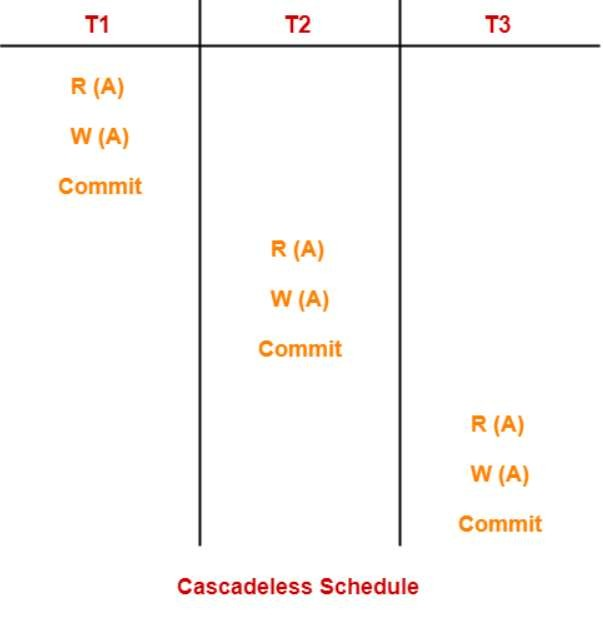 T1 T2 T3
R (A)
W (A)
Commit
R (A)
W (A)
Commit
R (A)
W (A)
Commit
Cascadeless Schedule